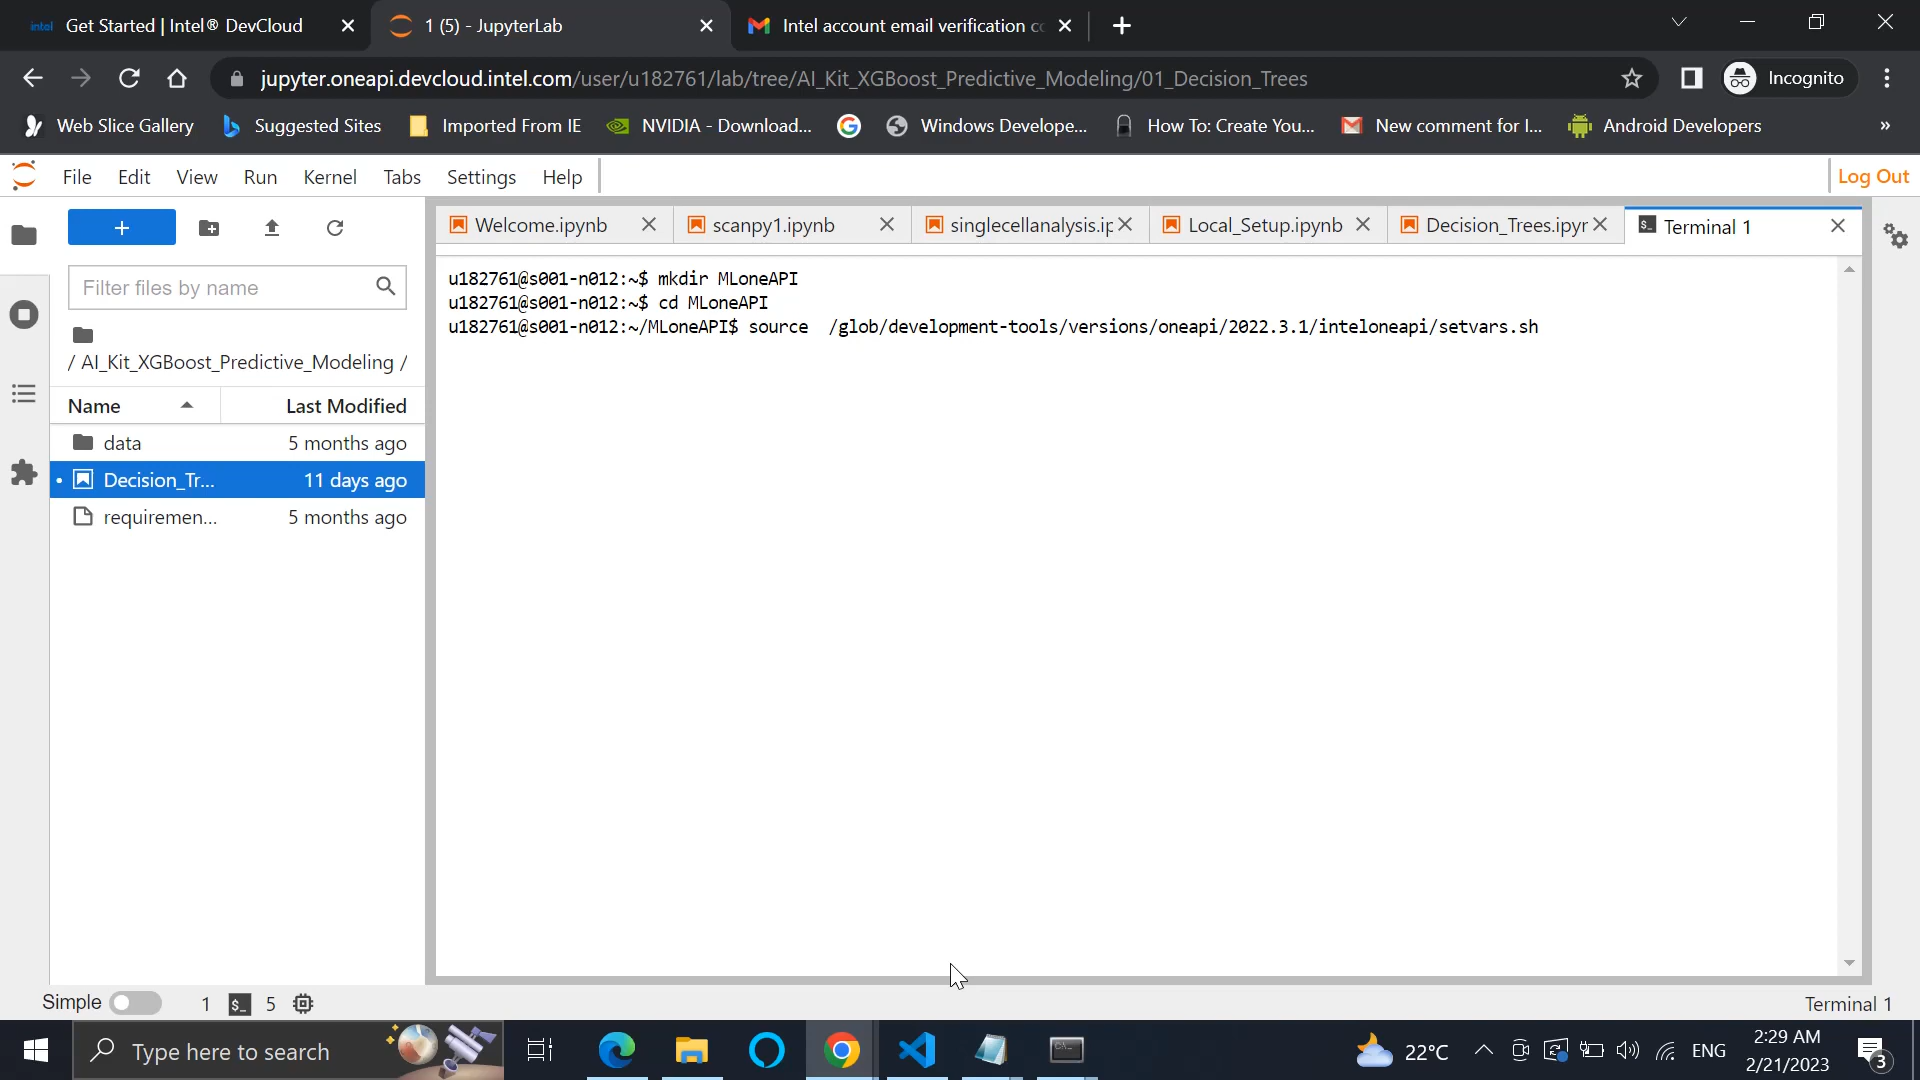 intel Get Started | Intel® DevCloud
1 (5) - JupyterLab
Intel account email verification co
jupyter.oneapi.devcloud.intel.com/user/u182761/lab/tree/AI_Kit_XGBoost_Predictive_Modeling/01_Decision_Trees
Incognito
Web Slice Gallery
Suggested Sites
Imported From IE
NVIDIA - Download...
Windows Develope...
How To: Create You...
New comment for I...
Android Developers
»
File Edit View Run Kernel Tabs Settings Help
Log Out
Welcome.ipynb
scanpy1.ipynb
singlecellanalysis.ip
Local_Setup.ipynb
Decision_Trees.ipyr
Terminal 1
Filter files by name
/ AI_Kit_XGBoost_Predictive_Modeling /
Name Last Modified
data 5 months ago
Decision_Tr... 11 days ago
requiremen... 5 months ago
u182761@s001-n012:~$ mkdir MLoneAPI
u182761@s001-n012:~$ cd MLoneAPI
u182761@s001-n012:~/MLoneAPI$ source  /glob/development-tools/versions/oneapi/2022.3.1/inteloneapi/setvars.sh
Simple 1 $_ 5
Terminal 1
Type here to search
22°C
ENG
2:29 AM
2/21/2023
3